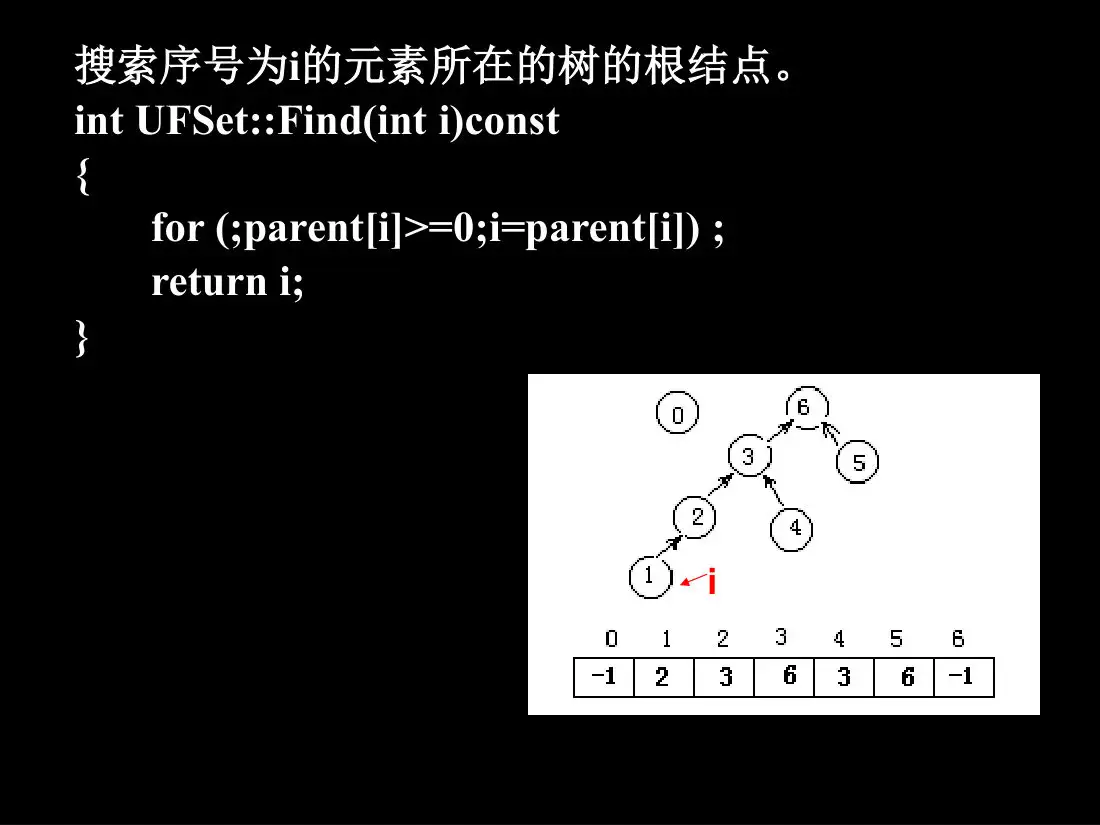 搜索序号为i的元素所在的树的根结点。
int UFSet::Find(int i)const
{
for (;parent[i]>=0;i=parent[i]) ;
return i;
}
0 6
3 5
2 4
1 i
0 1 2 3 4 5 6
-1 2 3 6 3 6 -1